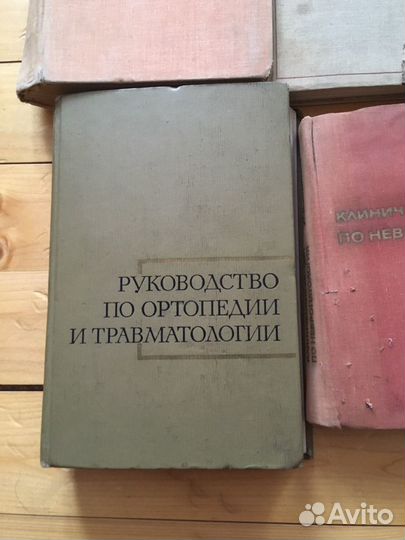 РУКОВОДСТВО
ПО ОРТОПЕДИИ
И ТРАВМАТОЛОГИИ
КЛИНИЧ
ПО НЕВ
Avito